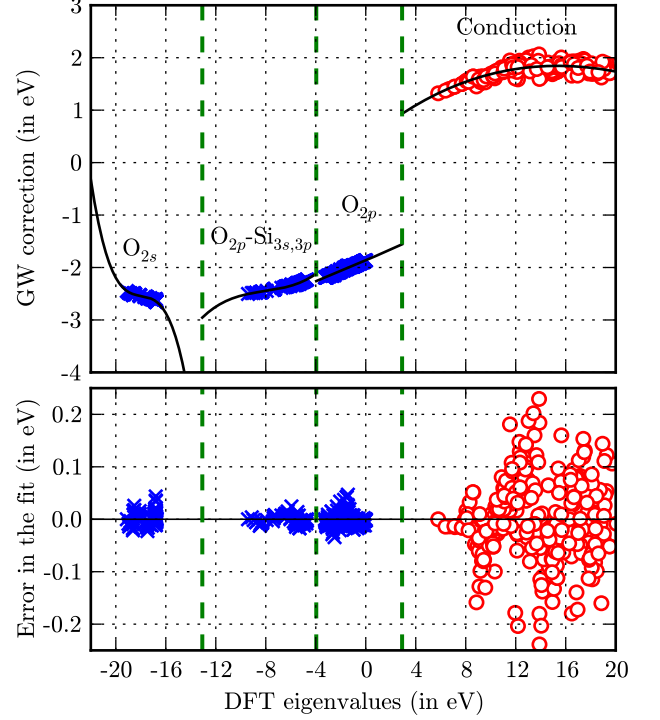 3
Conduction
2
1
0
-1
O2p
O2p-Si3s,3p
O2s
-2
-3
-4
GW correction (in eV)
0.2
0.1
0.0
-0.1
-0.2
Error in the fit (in eV)
-20 -16 -12 -8 -4 0 4 8 12 16 20
DFT eigenvalues (in eV)